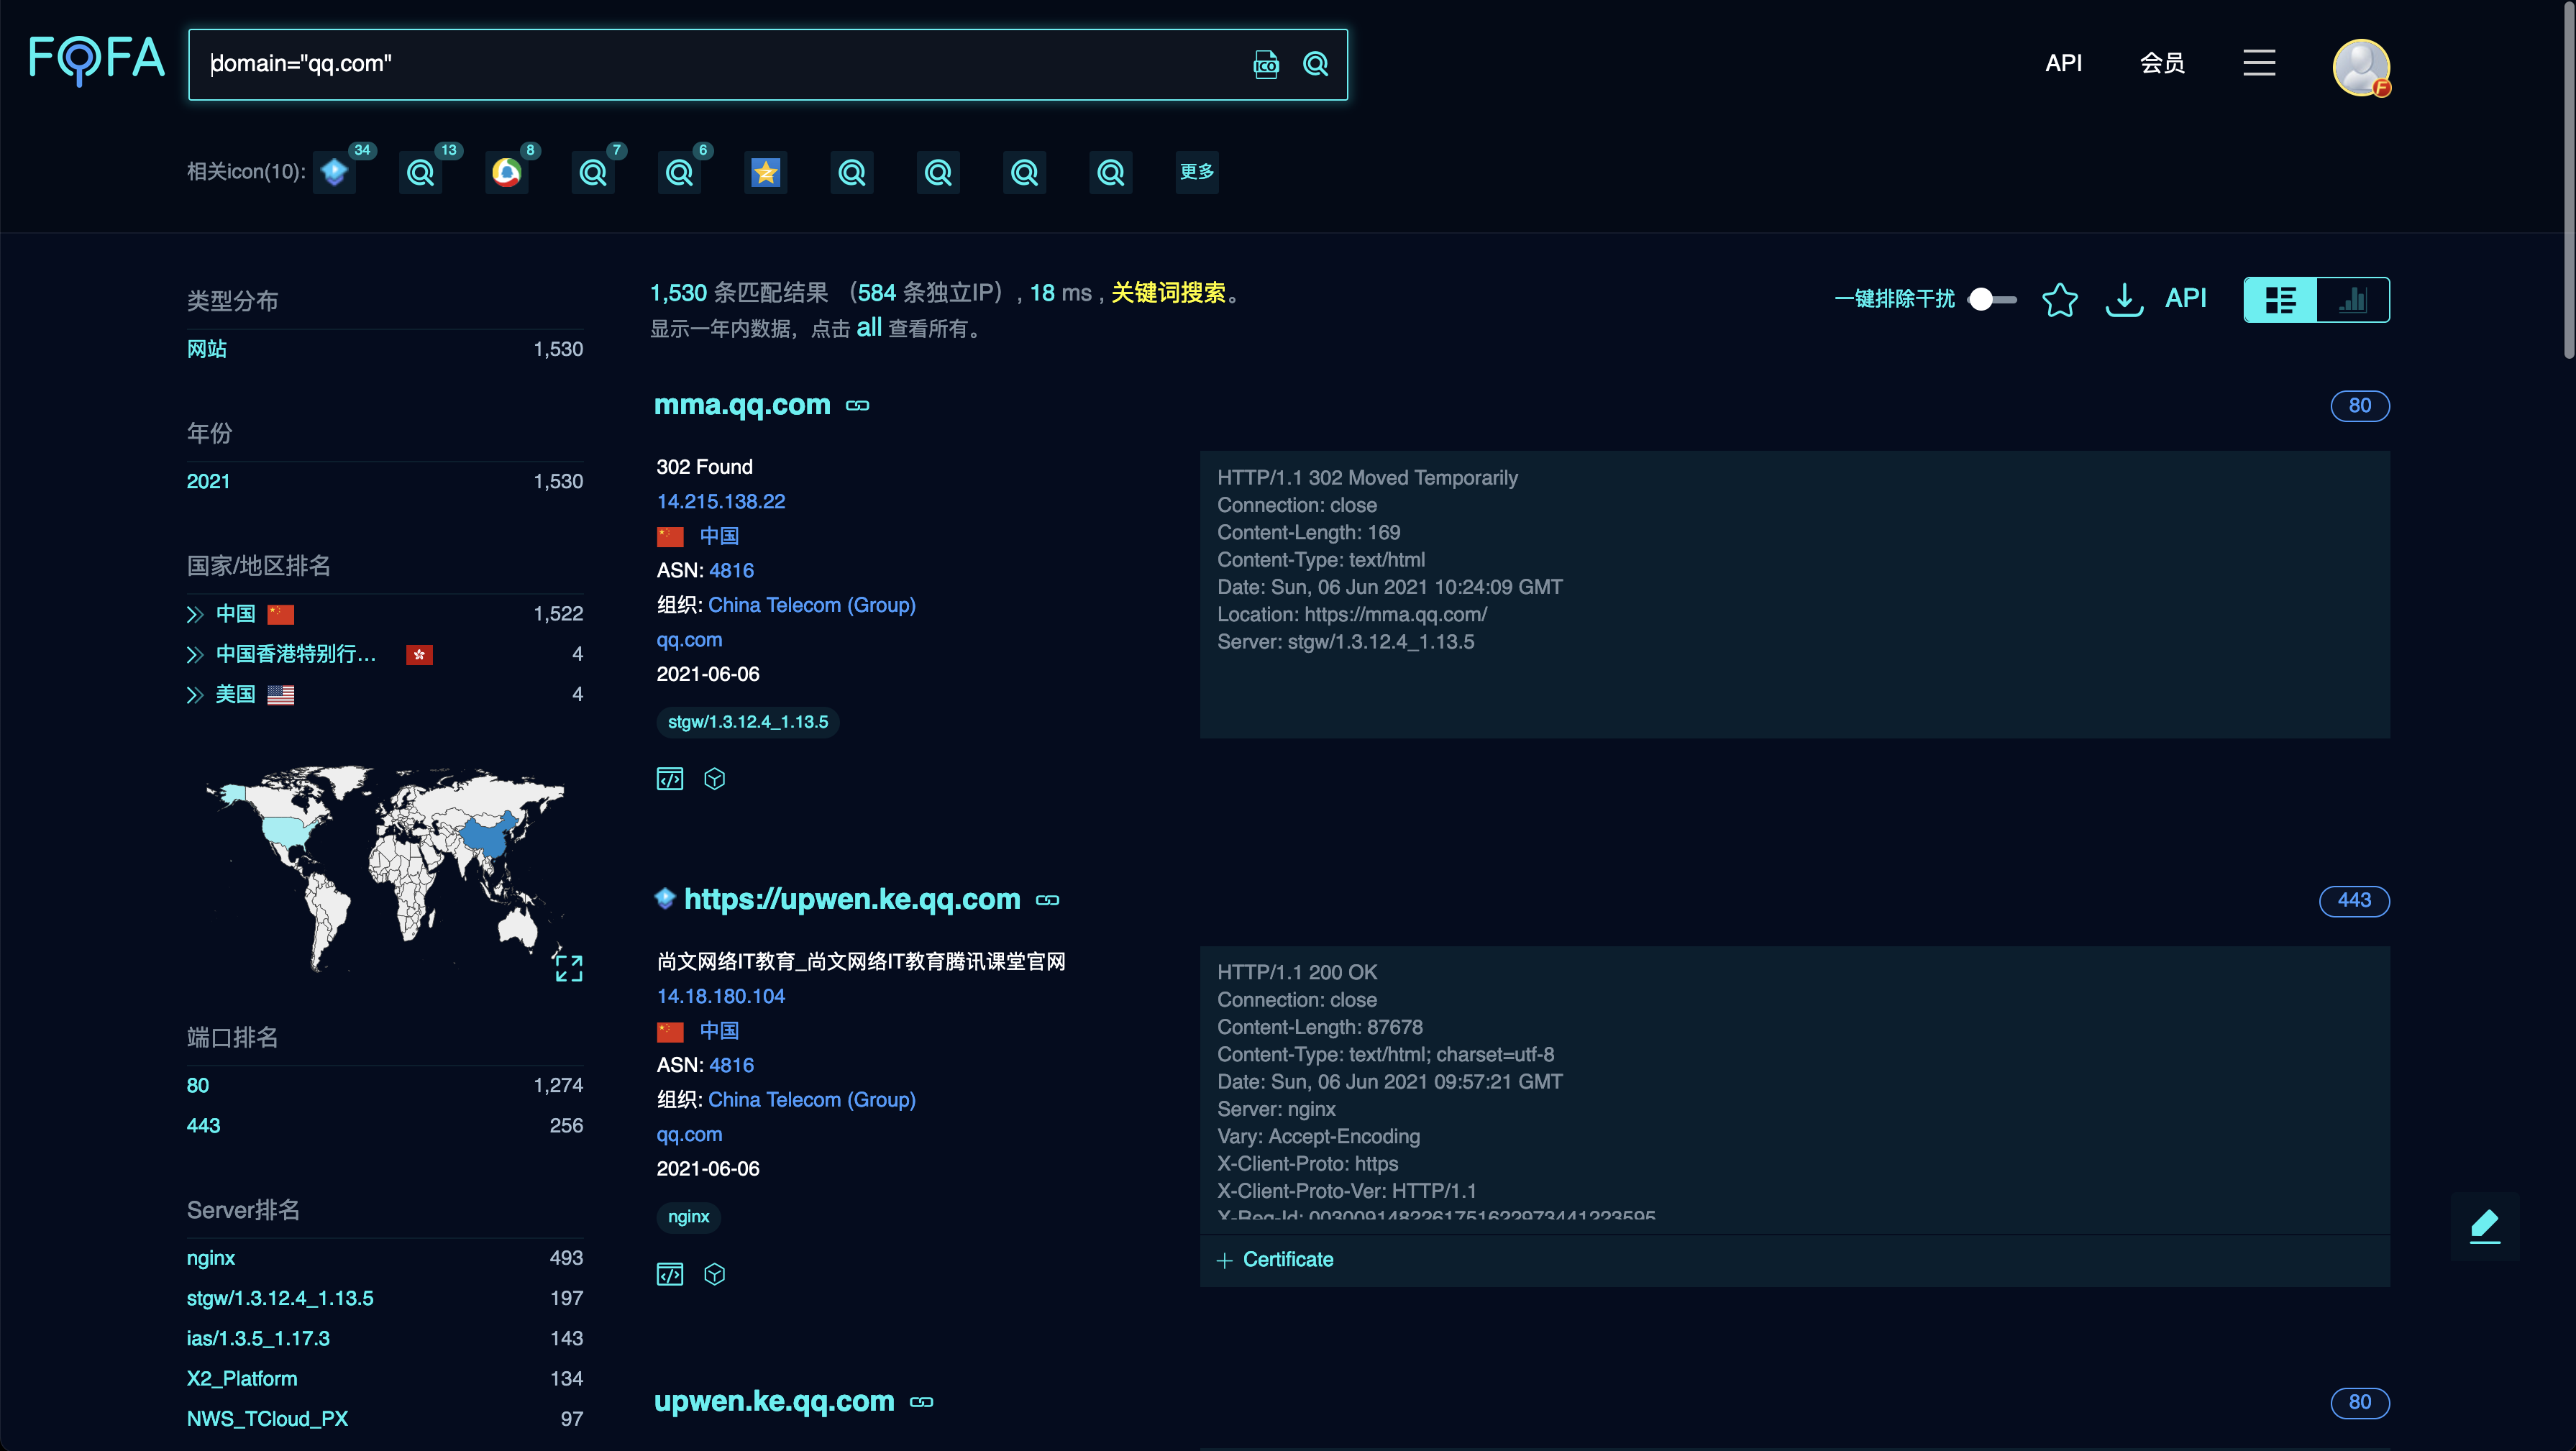 FOFA
domain="qq.com"
ICO
API
会员
F
相关icon(10):
34
13
8
7
6
更多
类型分布
网站 1,530
年份
2021 1,530
国家/地区排名
中国 1,522
中国香港特别行... 4
美国 4
端口排名
80 1,274
443 256
Server排名
nginx 493
stgw/1.3.12.4_1.13.5 197
ias/1.3.5_1.17.3 143
X2_Platform 134
NWS_TCloud_PX 97
1,530 条匹配结果 （584 条独立IP）, 18 ms , 关键词搜索。
显示一年内数据，点击 all 查看所有。
一键排除干扰
API
mma.qq.com
80
302 Found
14.215.138.22
中国
ASN: 4816
组织: China Telecom (Group)
qq.com
2021-06-06
stgw/1.3.12.4_1.13.5
HTTP/1.1 302 Moved Temporarily
Connection: close
Content-Length: 169
Content-Type: text/html
Date: Sun, 06 Jun 2021 10:24:09 GMT
Location: https://mma.qq.com/
Server: stgw/1.3.12.4_1.13.5
https://upwen.ke.qq.com
443
尚文网络IT教育_尚文网络IT教育腾讯课堂官网
14.18.180.104
中国
ASN: 4816
组织: China Telecom (Group)
qq.com
2021-06-06
nginx
HTTP/1.1 200 OK
Connection: close
Content-Length: 87678
Content-Type: text/html; charset=utf-8
Date: Sun, 06 Jun 2021 09:57:21 GMT
Server: nginx
Vary: Accept-Encoding
X-Client-Proto: https
X-Client-Proto-Ver: HTTP/1.1
X-Req-Id:
Certificate
upwen.ke.qq.com
80